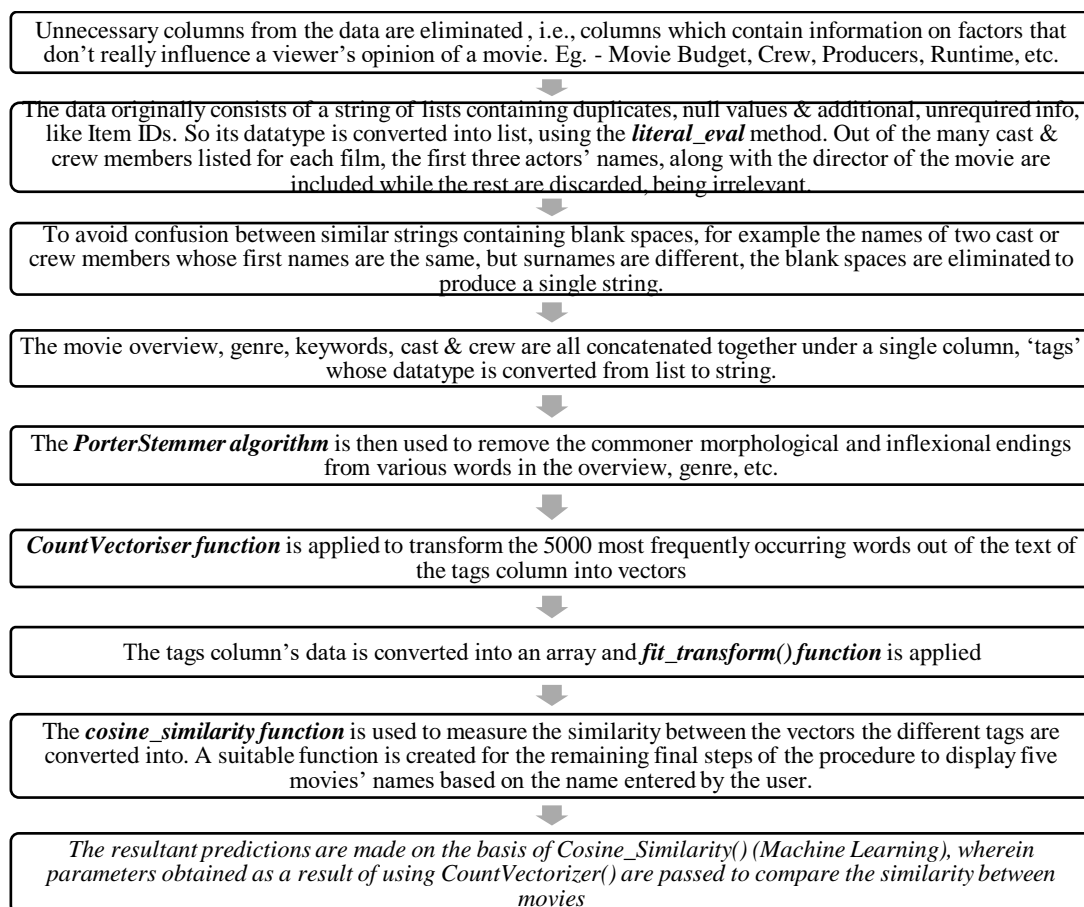 Unnecessary columns from the data are eliminated , i.e., columns which contain information on factors that
don't really influence a viewer's opinion of a movie. Eg. - Movie Budget, Crew, Producers, Runtime, etc.
The data originally consists of a string of lists containing duplicates, null values & additional, unrequired info,
like Item IDs. So its datatype is converted into list, using the literal_eval method. Out of the many cast &
crew members listed for each film, the first three actors' names, along with the director of the movie are
included while the rest are discarded, being irrelevant.
To avoid confusion between similar strings containing blank spaces, for example the names of two cast or
crew members whose first names are the same, but surnames are different, the blank spaces are eliminated to
produce a single string.
The movie overview, genre, keywords, cast & crew are all concatenated together under a single column, 'tags'
whose datatype is converted from list to string.
The PorterStemmer algorithm is then used to remove the commoner morphological and inflexional endings
from various words in the overview, genre, etc.
CountVectoriser function is applied to transform the 5000 most frequently occurring words out of the text of
the tags column into vectors
The tags column's data is converted into an array and fit_transform() function is applied
The cosine_similarity function is used to measure the similarity between the vectors the different tags are
converted into. A suitable function is created for the remaining final steps of the procedure to display five
movies' names based on the name entered by the user.
The resultant predictions are made on the basis of Cosine_Similarity() (Machine Learning), wherein
parameters obtained as a result of using CountVectorizer() are passed to compare the similarity between
movies